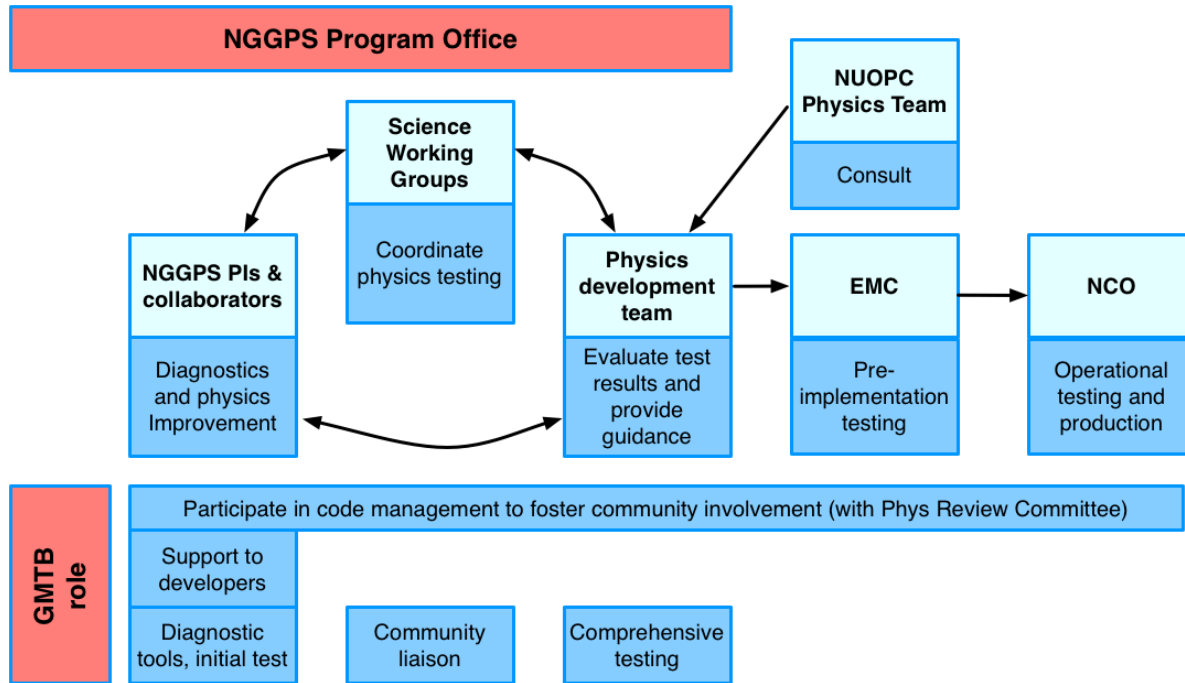 NGGPS Program Office
NUOPC
Physics Team
Consult
Science
Working
Groups
Coordinate
physics testing
NGGPS PIs &
collaborators
Diagnostics
and physics
Improvement
Physics
development
team
Evaluate test
results and
provide
guidance
EMC
Pre-
implementation
testing
NCO
Operational
testing and
production
GMTB
role
Participate in code management to foster community involvement (with Phys Review Committee)
Support to
developers
Diagnostic
tools, initial test
Community
liaison
Comprehensive
testing